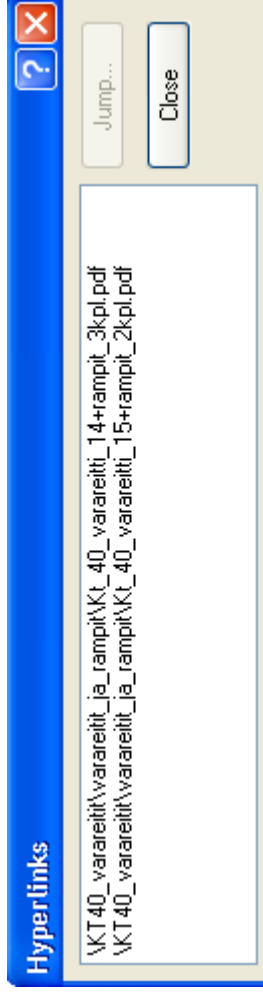 Hyperlinks
\KT40_varareitit\varareitit_ja_rampit\Kt_40_varareitti_14+rampit_3kpl.pdf
\KT40_varareitit\varareitit_ja_rampit\Kt_40_varareitti_15+rampit_2kpl.pdf
Jump...
Close